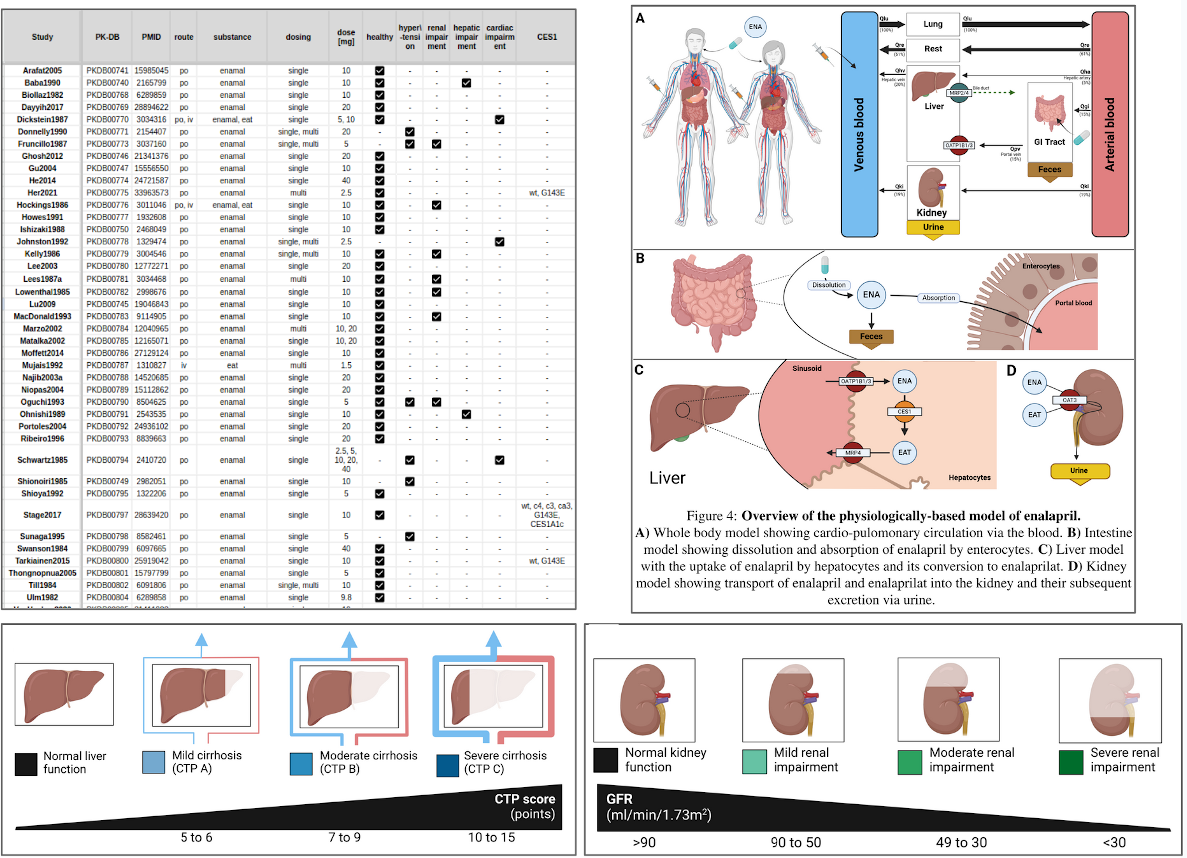 Study PK-DB PMID route substance dosing dose [mg] healthy hypertension renal impairment hepatic impairment cardiac impairment CES1
Arafat2005 PKDB00741 15985045 po enamal single 10 - - - - -
Baba1990 PKDB00740 2165799 po enamal single 10 - - - -
Biollaz1982 PKDB00768 6289859 po enamal single 10 - - - - -
Dayyih2017 PKDB00769 28894622 po enamal single 20 - - - - -
Dickstein1987 PKDB00770 3034316 po, iv enamal, eat single 5, 10 - - - -
Donnelly1990 PKDB00771 2154407 po enamal single, multi 20 - - - - -
Fruncillo1987 PKDB00773 3037160 po enamal single, multi 5 - - - -
Ghosh2012 PKDB00746 21341376 po enamal single 20 - - - - -
Gu2004 PKDB00747 15556550 po enamal single 10 - - - - -
He2014 PKDB00774 24721587 po enamal single 40 - - - - -
Her2021 PKDB00775 33963573 po enamal multi 2.5 - - - - wt, G143E
Hockings1986 PKDB00776 3011046 po, iv enamal, eat single 10 - - - -
Howes1991 PKDB00777 1932608 po enamal single 10 - - - - -
Ishizaki1988 PKDB00750 2468049 po enamal single 10 - - - - -
Johnston1992 PKDB00778 1329474 po enamal single, multi 2.5 - - - - -
Kelly1986 PKDB00779 3004546 po enamal single, multi 10 - - - -
Lee2003 PKDB00780 12772271 po enamal single 20 - - - - -
Lees1987a PKDB00781 3034468 po enamal multi 10 - - - -
Lowenthal1985 PKDB00782 2998676 po enamal single 10 - - - -
Lu2009 PKDB00745 19046843 po enamal single 10 - - - - -
MacDonald1993 PKDB00783 9114905 po enamal single 10 - - - -
Marzo2002 PKDB00784 12040965 po enamal multi 10, 20 - - - - -
Matalka2002 PKDB00785 12165071 po enamal single 10, 20 - - - - -
Moffett2014 PKDB00786 27129124 po enamal single 10 - - - - -
Mujais1992 PKDB00787 1310827 iv eat multi 1.5 - - - - -
Najib2003a PKDB00788 14520685 po enamal single 20 - - - - -
Niopas2004 PKDB00789 15112862 po enamal single 20 - - - - -
Oguchi1993 PKDB00790 8504625 po enamal single 5 - - -
Ohnishi1989 PKDB00791 2543535 po enamal single 10 - - - -
Portoles2004 PKDB00792 24936102 po enamal single 20 - - - - -
Ribeiro1996 PKDB00793 8839663 po enamal single 20 - - - - -
Schwartz1985 PKDB00794 2410720 po enamal single 2.5, 5, 10, 20, 40 - - - -
Shionoiri1985 PKDB00749 2982051 po enamal single 10 - - - - -
Shioya1992 PKDB00795 1322206 po enamal single 5 - - - - -
Stage2017 PKDB00797 28639420 po enamal single 10 - - - - wt, c4, c3, ca3, G143E, CES1A1c
Sunaga1995 PKDB00798 8582461 po enamal single 5 - - - - -
Swanson1984 PKDB00799 6097665 po enamal single 40 - - - - -
Tarkiainen2015 PKDB00800 25919042 po enamal single 10 - - - - wt, G143E
Thongnopnua2005 PKDB00801 15797799 po enamal single 5 - - - - -
Till1984 PKDB00802 6091806 po enamal single, multi 10 - - - - -
Ulm1982 PKDB00804 6289858 po enamal single 9.8 - - - - -
A
ENA
Venous blood
Arterial blood
Qlu (100%) Lung Qlu (100%)
Qre Rest Qre
Qhv Hepatic vein (20%)
Qha Hepatic artery
Liver
MRP2/4
Bile duct
OATP1B1/3
Qgi (15%)
GI Tract
Qpv Portal vein (15%)
Feces
Qki (19%)
Qki (19%)
Kidney
Urine
B
Dissolution
ENA
Absorption
Feces
Enterocytes
Portal blood
C
Sinusoid
OATP1B1/3
ENA
CES1
MRP4
EAT
Liver
Hepatocytes
D
ENA
EAT
OAT3
Urine
Figure 4: Overview of the physiologically-based model of enalapril.
A) Whole body model showing cardio-pulomonary circulation via the blood. B) Intestine
model showing dissolution and absorption of enalapril by enterocytes. C) Liver model
with the uptake of enalapril by hepatocytes and its conversion to enalaprilat. D) Kidney
model showing transport of enalapril and enalaprilat into the kidney and their subsequent
excretion via urine.
Normal liver function
Mild cirrhosis (CTP A)
Moderate cirrhosis (CTP B)
Severe cirrhosis (CTP C)
CTP score
(points)
5 to 6 7 to 9 10 to 15
Normal kidney function
Mild renal impairment
Moderate renal impairment
Severe renal impairment
GFR
(ml/min/1.73m²)
>90 90 to 50 49 to 30 <30